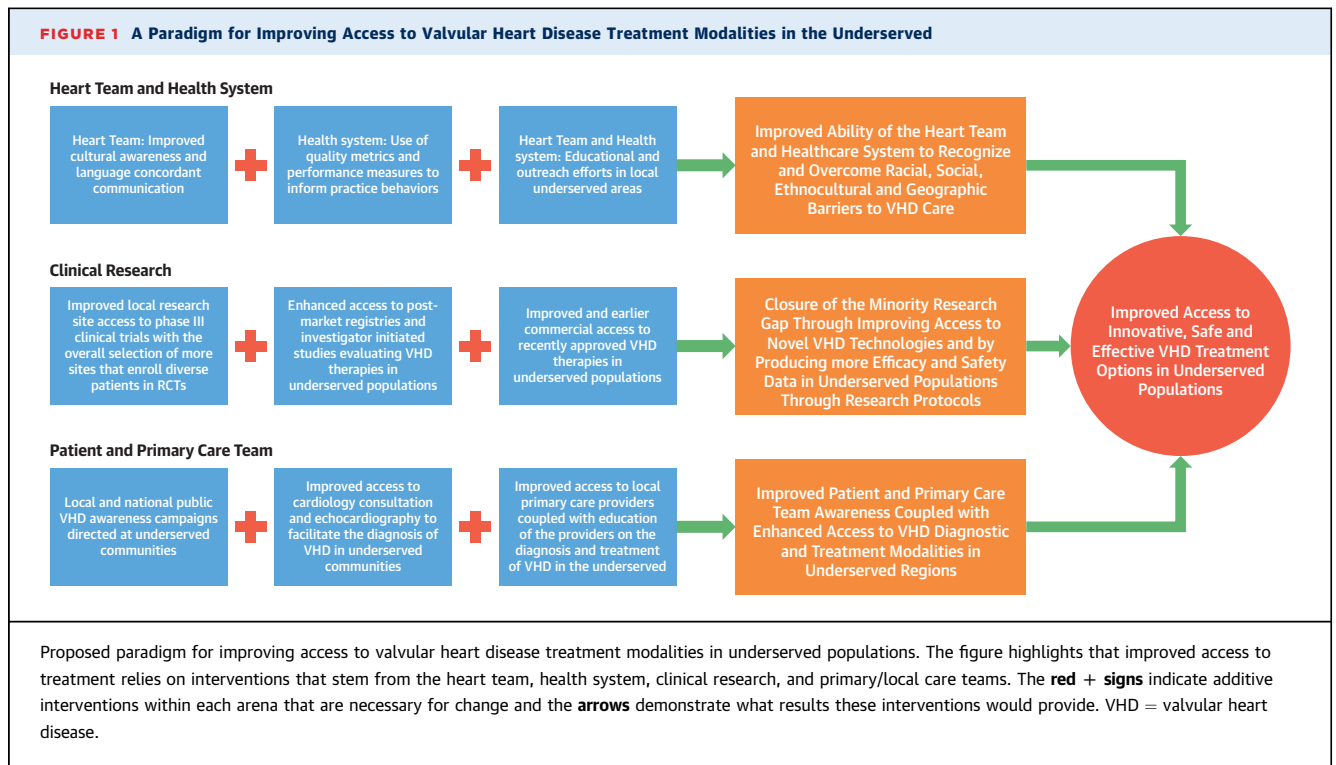 FIGURE 1 A Paradigm for Improving Access to Valvular Heart Disease Treatment Modalities in the Underserved
Heart Team and Health System
Heart Team: Improved
cultural awareness and
language concordant
communication
Health system: Use of
quality metrics and
performance measures to
inform practice behaviors
Heart Team and Health
system: Educational and
outreach efforts in local
underserved areas
Improved Ability of the Heart Team
and Healthcare System to Recognize
and Overcome Racial, Social,
Ethnocultural and Geographic
Barriers to VHD Care
Clinical Research
Improved local research
site access to phase III
clinical trials with the
overall selection of more
sites that enroll diverse
patients in RCTs
Enhanced access to post-
market registries and
investigator initiated
studies evaluating VHD
therapies in
underserved populations
Improved and earlier
commercial access to
recently approved VHD
therapies in
underserved populations
Closure of the Minority Research
Gap Through Improving Access to
Novel VHD Technologies and by
Producing more Efficacy and Safety
Data in Underserved Populations
Through Research Protocols
Improved Access to
Innovative, Safe and
Effective VHD Treatment
Options in Underserved
Populations
Patient and Primary Care Team
Local and national public
VHD awareness campaigns
directed at underserved
communities
Improved access to
cardiology consultation
and echocardiography to
facilitate the diagnosis of
VHD in underserved
communities
Improved access to local
primary care providers
coupled with education
of the providers on the
diagnosis and treatment
of VHD in the underserved
Improved Patient and Primary Care
Team Awareness Coupled with
Enhanced Access to VHD Diagnostic
and Treatment Modalities in
Underserved Regions
Proposed paradigm for improving access to valvular heart disease treatment modalities in underserved populations. The figure highlights that improved access to
treatment relies on interventions that stem from the heart team, health system, clinical research, and primary/local care teams. The red + signs indicate additive
interventions within each arena that are necessary for change and the arrows demonstrate what results these interventions would provide. VHD = valvular heart
disease.